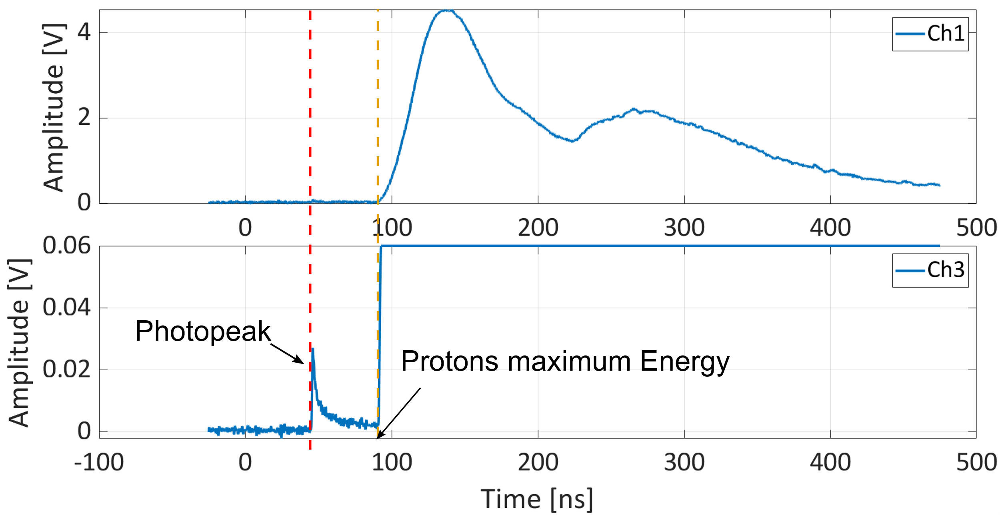 Amplitude [V]
4
2
0
Ch1
0
100
200
300
400
500
Amplitude [V]
0.06
0.04
0.02
0
Ch3
Photopeak
Protons maximum Energy
-100
0
100
200
300
400
500
Time [ns]